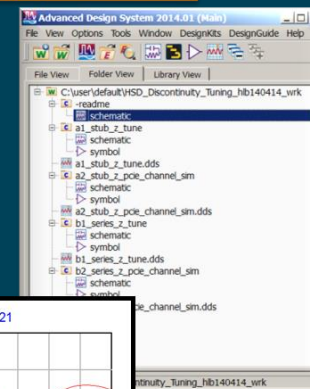 Advanced Design System 2014.01 (Main)
File View Options Tools Window DesignKits DesignGuide Help
File View Folder View Library View
C:\user\default\HSD_Discontinuity_Tuning_hlb140414_wrk
-readme
schematic
a1_stub_z_tune
schematic
symbol
a1_stub_z_tune.dds
a2_stub_z_pcie_channel_sim
schematic
symbol
a2_stub_z_pcie_channel_sim.dds
b1_series_z_tune
schematic
symbol
b1_series_z_tune.dds
b2_series_z_pcie_channel_sim
schematic
symbol
cie_channel_sim.dds
21
ntinuity_Tuning_hlb140414_wrk